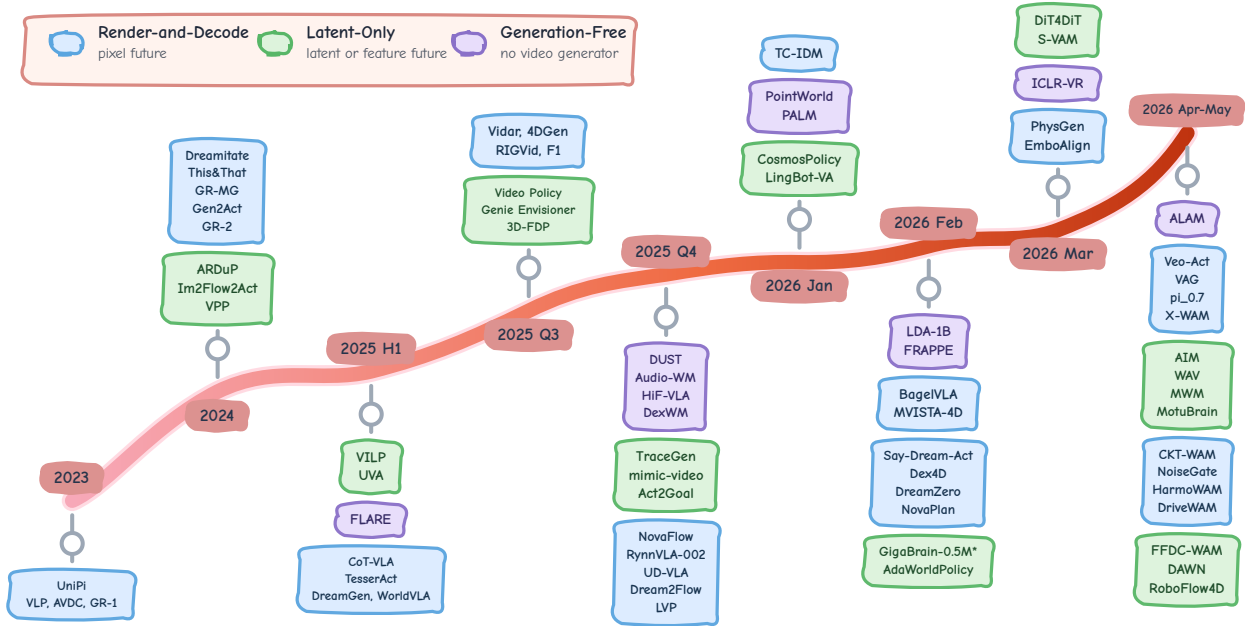 Render-and-Decode
pixel future
Latent-Only
latent or feature future
Generation-Free
no video generator
2023
UniPi
VLP, AVDC, GR-1
Dreamitate
This&That
GR-MG
Gen2Act
GR-2
ARDuP
Im2Flow2Act
VPP
2024
2025 H1
VILP
UVA
FLARE
CoT-VLA
TesserAct
DreamGen, WorldVLA
Vidar, 4DGen
RIGVid, F1
Video Policy
Genie Envisioner
3D-FDP
2025 Q3
2025 Q4
DUST
Audio-WM
HiF-VLA
DexWM
TraceGen
mimic-video
Act2Goal
NovaFlow
RynnVLA-002
UD-VLA
Dream2Flow
LVP
TC-IDM
PointWorld
PALM
CosmosPolicy
LingBot-VA
2026 Jan
2026 Feb
LDA-1B
FRAPPE
BagelVLA
MVISTA-4D
Say-Dream-Act
Dex4D
DreamZero
NovaPlan
GigaBrain-0.5M*
AdaWorldPolicy
DiT4DiT
S-VAM
ICLR-VR
PhysGen
EmboAlign
2026 Mar
2026 Apr-May
ALAM
Veo-Act
VAG
pi_0.7
X-WAM
AIM
WAV
MWM
MotuBrain
CKT-WAM
NoiseGate
HarmoWAM
DriveWAM
FFDC-WAM
DAWN
RoboFlow4D